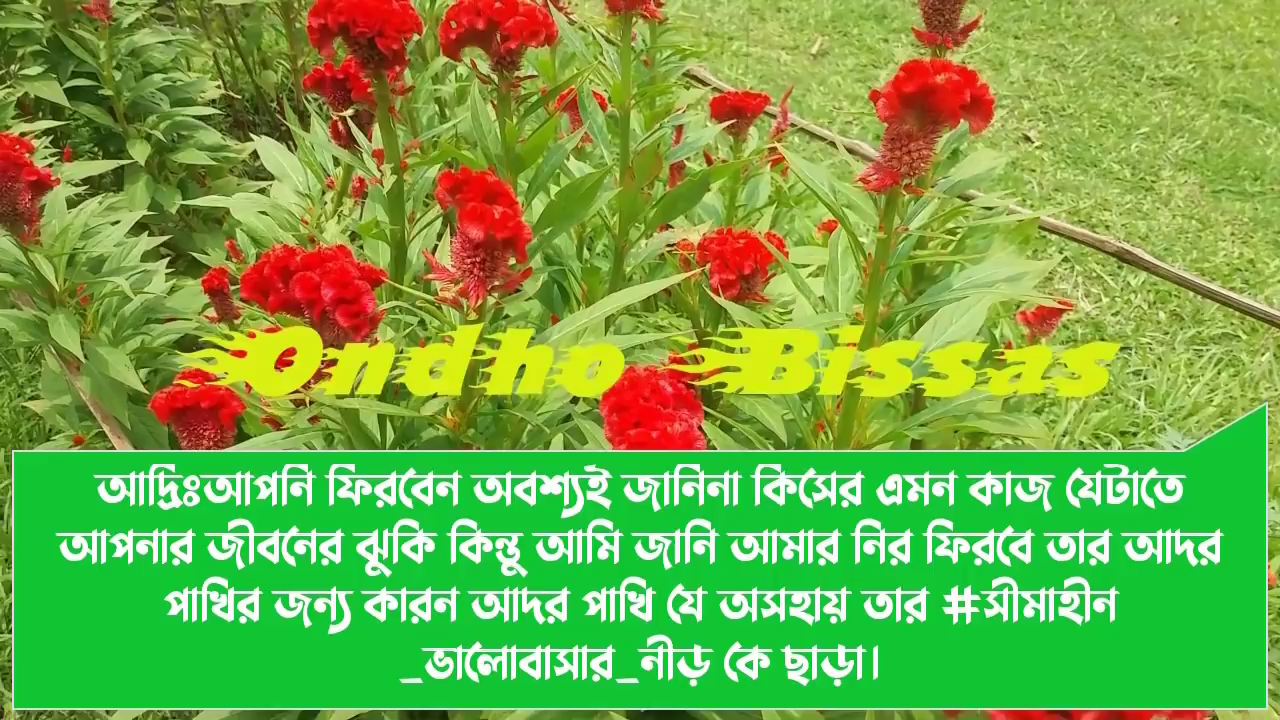 Ondho Bissas
আদ্রিঃআপনি ফিরবেন অবশ্যই জানিনা কিসের এমন কাজ যেটাতে
আপনার জীবনের ঝুকি কিন্তু আমি জানি আমার নির ফিরবে তার আদর
পাখির জন্য কারন আদর পাখি যে অসহায় তার #সীমাহীন
_ভালোবাসার_নীড় কে ছাড়া।